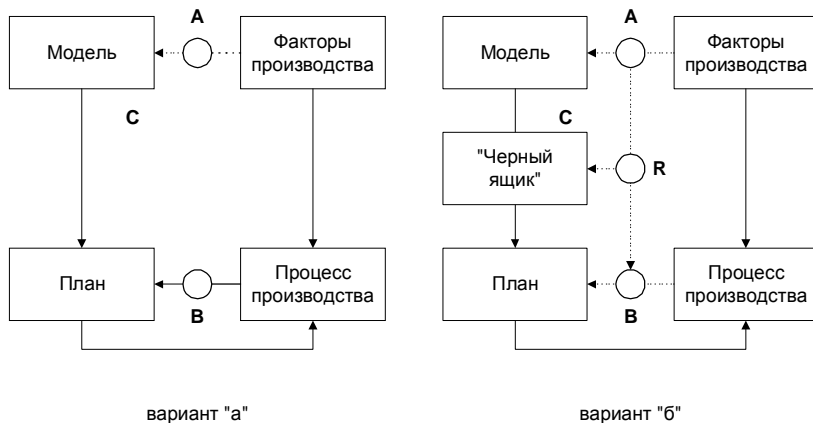 A
Модель
Факторы
производства
C
План
Процесс
производства
B
вариант "а"
A
Модель
Факторы
производства
C
"Черный
ящик"
R
План
Процесс
производства
B
вариант "б"